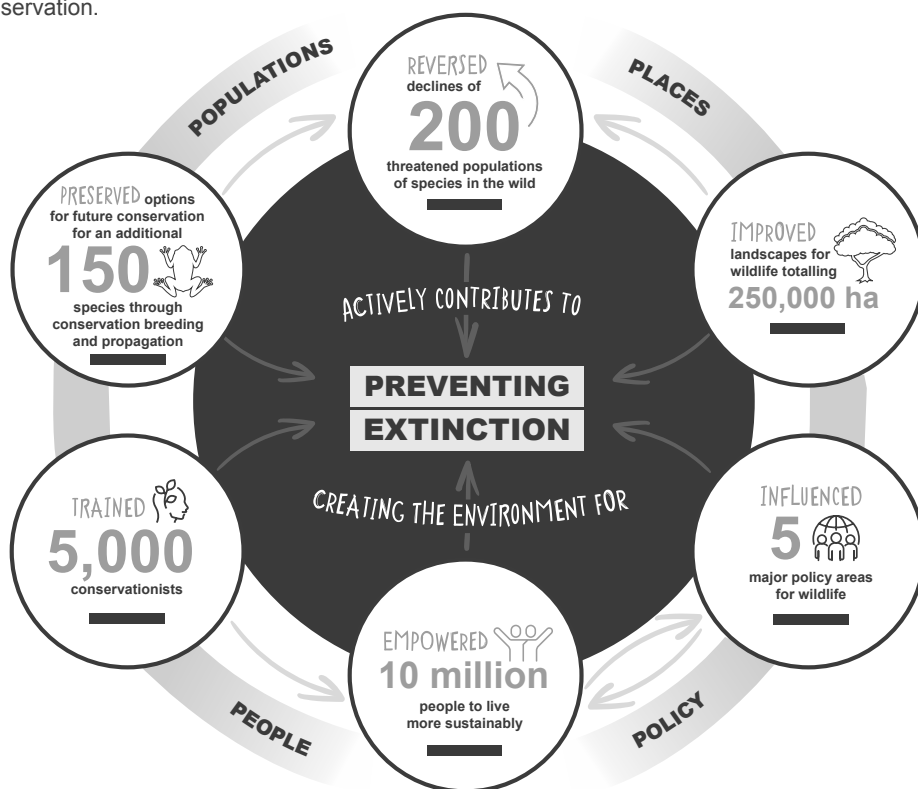 servation.
POPULATIONS
PLACES
REVERSED
declines of
200
threatened populations
of species in the wild
PRESERVED options
for future conservation
for an additional
150
species through
conservation breeding
and propagation
IMPROVED
landscapes for
wildlife totalling
250,000 ha
ACTIVELY CONTRIBUTES TO
PREVENTING
EXTINCTION
CREATING THE ENVIRONMENT FOR
TRAINED
5,000
conservationists
INFLUENCED
5
major policy areas
for wildlife
EMPOWERED
10 million
people to live
more sustainably
PEOPLE
POLICY